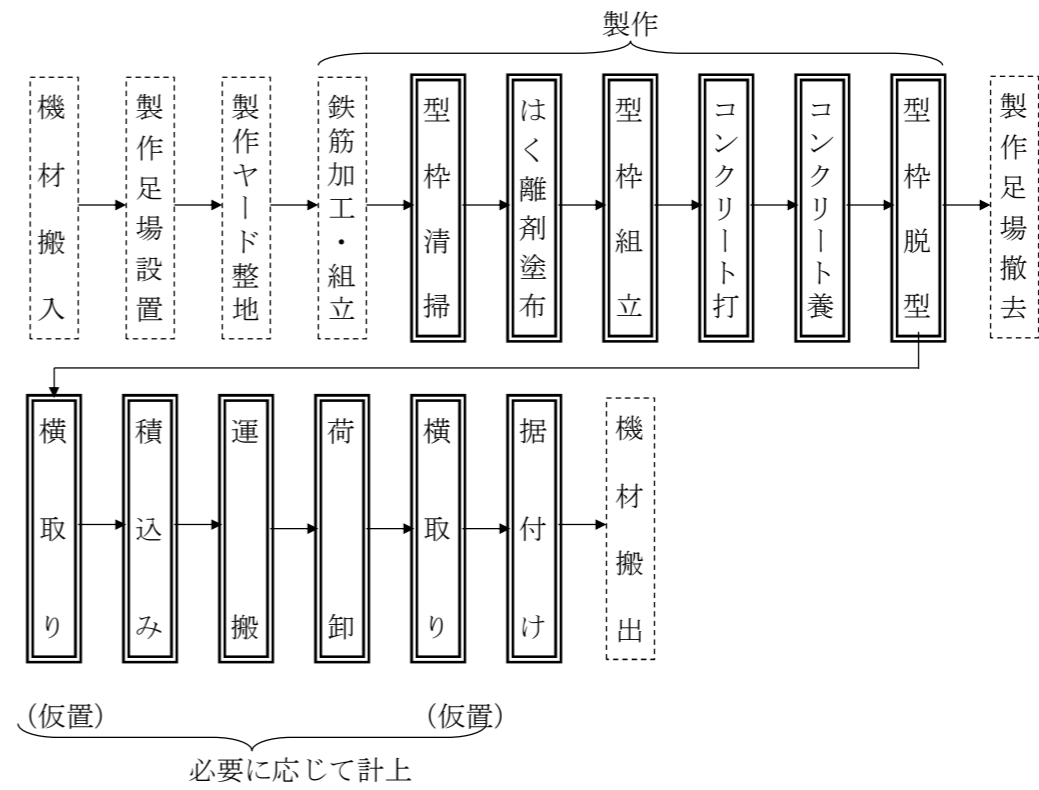 製作
機材搬入
製作足場設置
製作ヤード整地
鉄筋加工・組立
型枠清掃
はく離剤塗布
型枠組立
コンクリート打
コンクリート養
型枠脱型
製作足場撤去
横取り
積込み
運搬
荷卸
横取り
据付け
機材搬出
（仮置）
（仮置）
必要に応じて計上